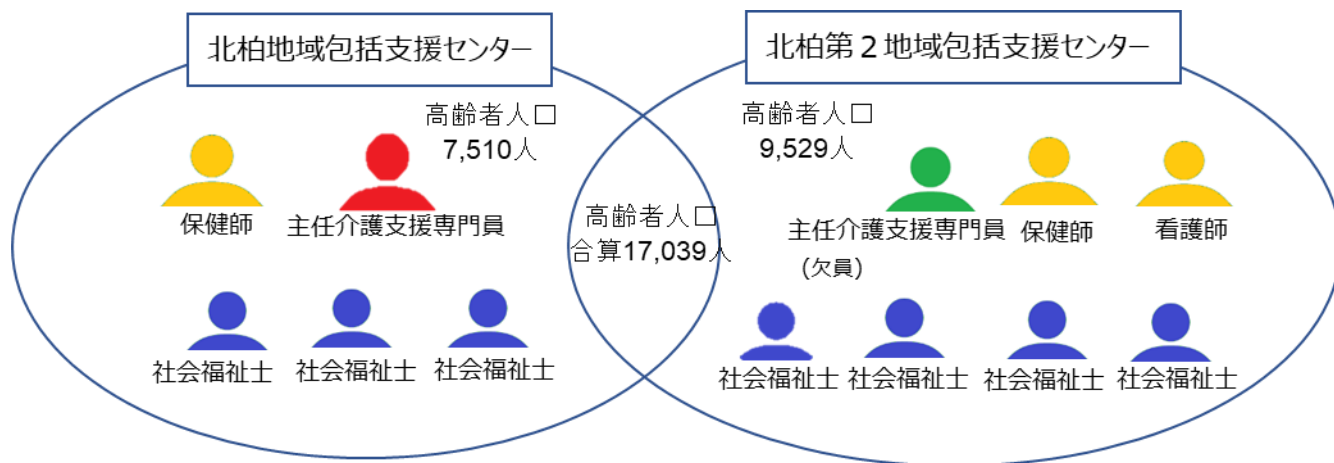 北柏地域包括支援センター
高齢者人口
7,510人
保健師
主任介護支援専門員
社会福祉士
社会福祉士
社会福祉士
高齢者人口
合算17,039人
北柏第2地域包括支援センター
高齢者人口
9,529人
主任介護支援専門員
(欠員)
保健師
看護師
社会福祉士
社会福祉士
社会福祉士
社会福祉士